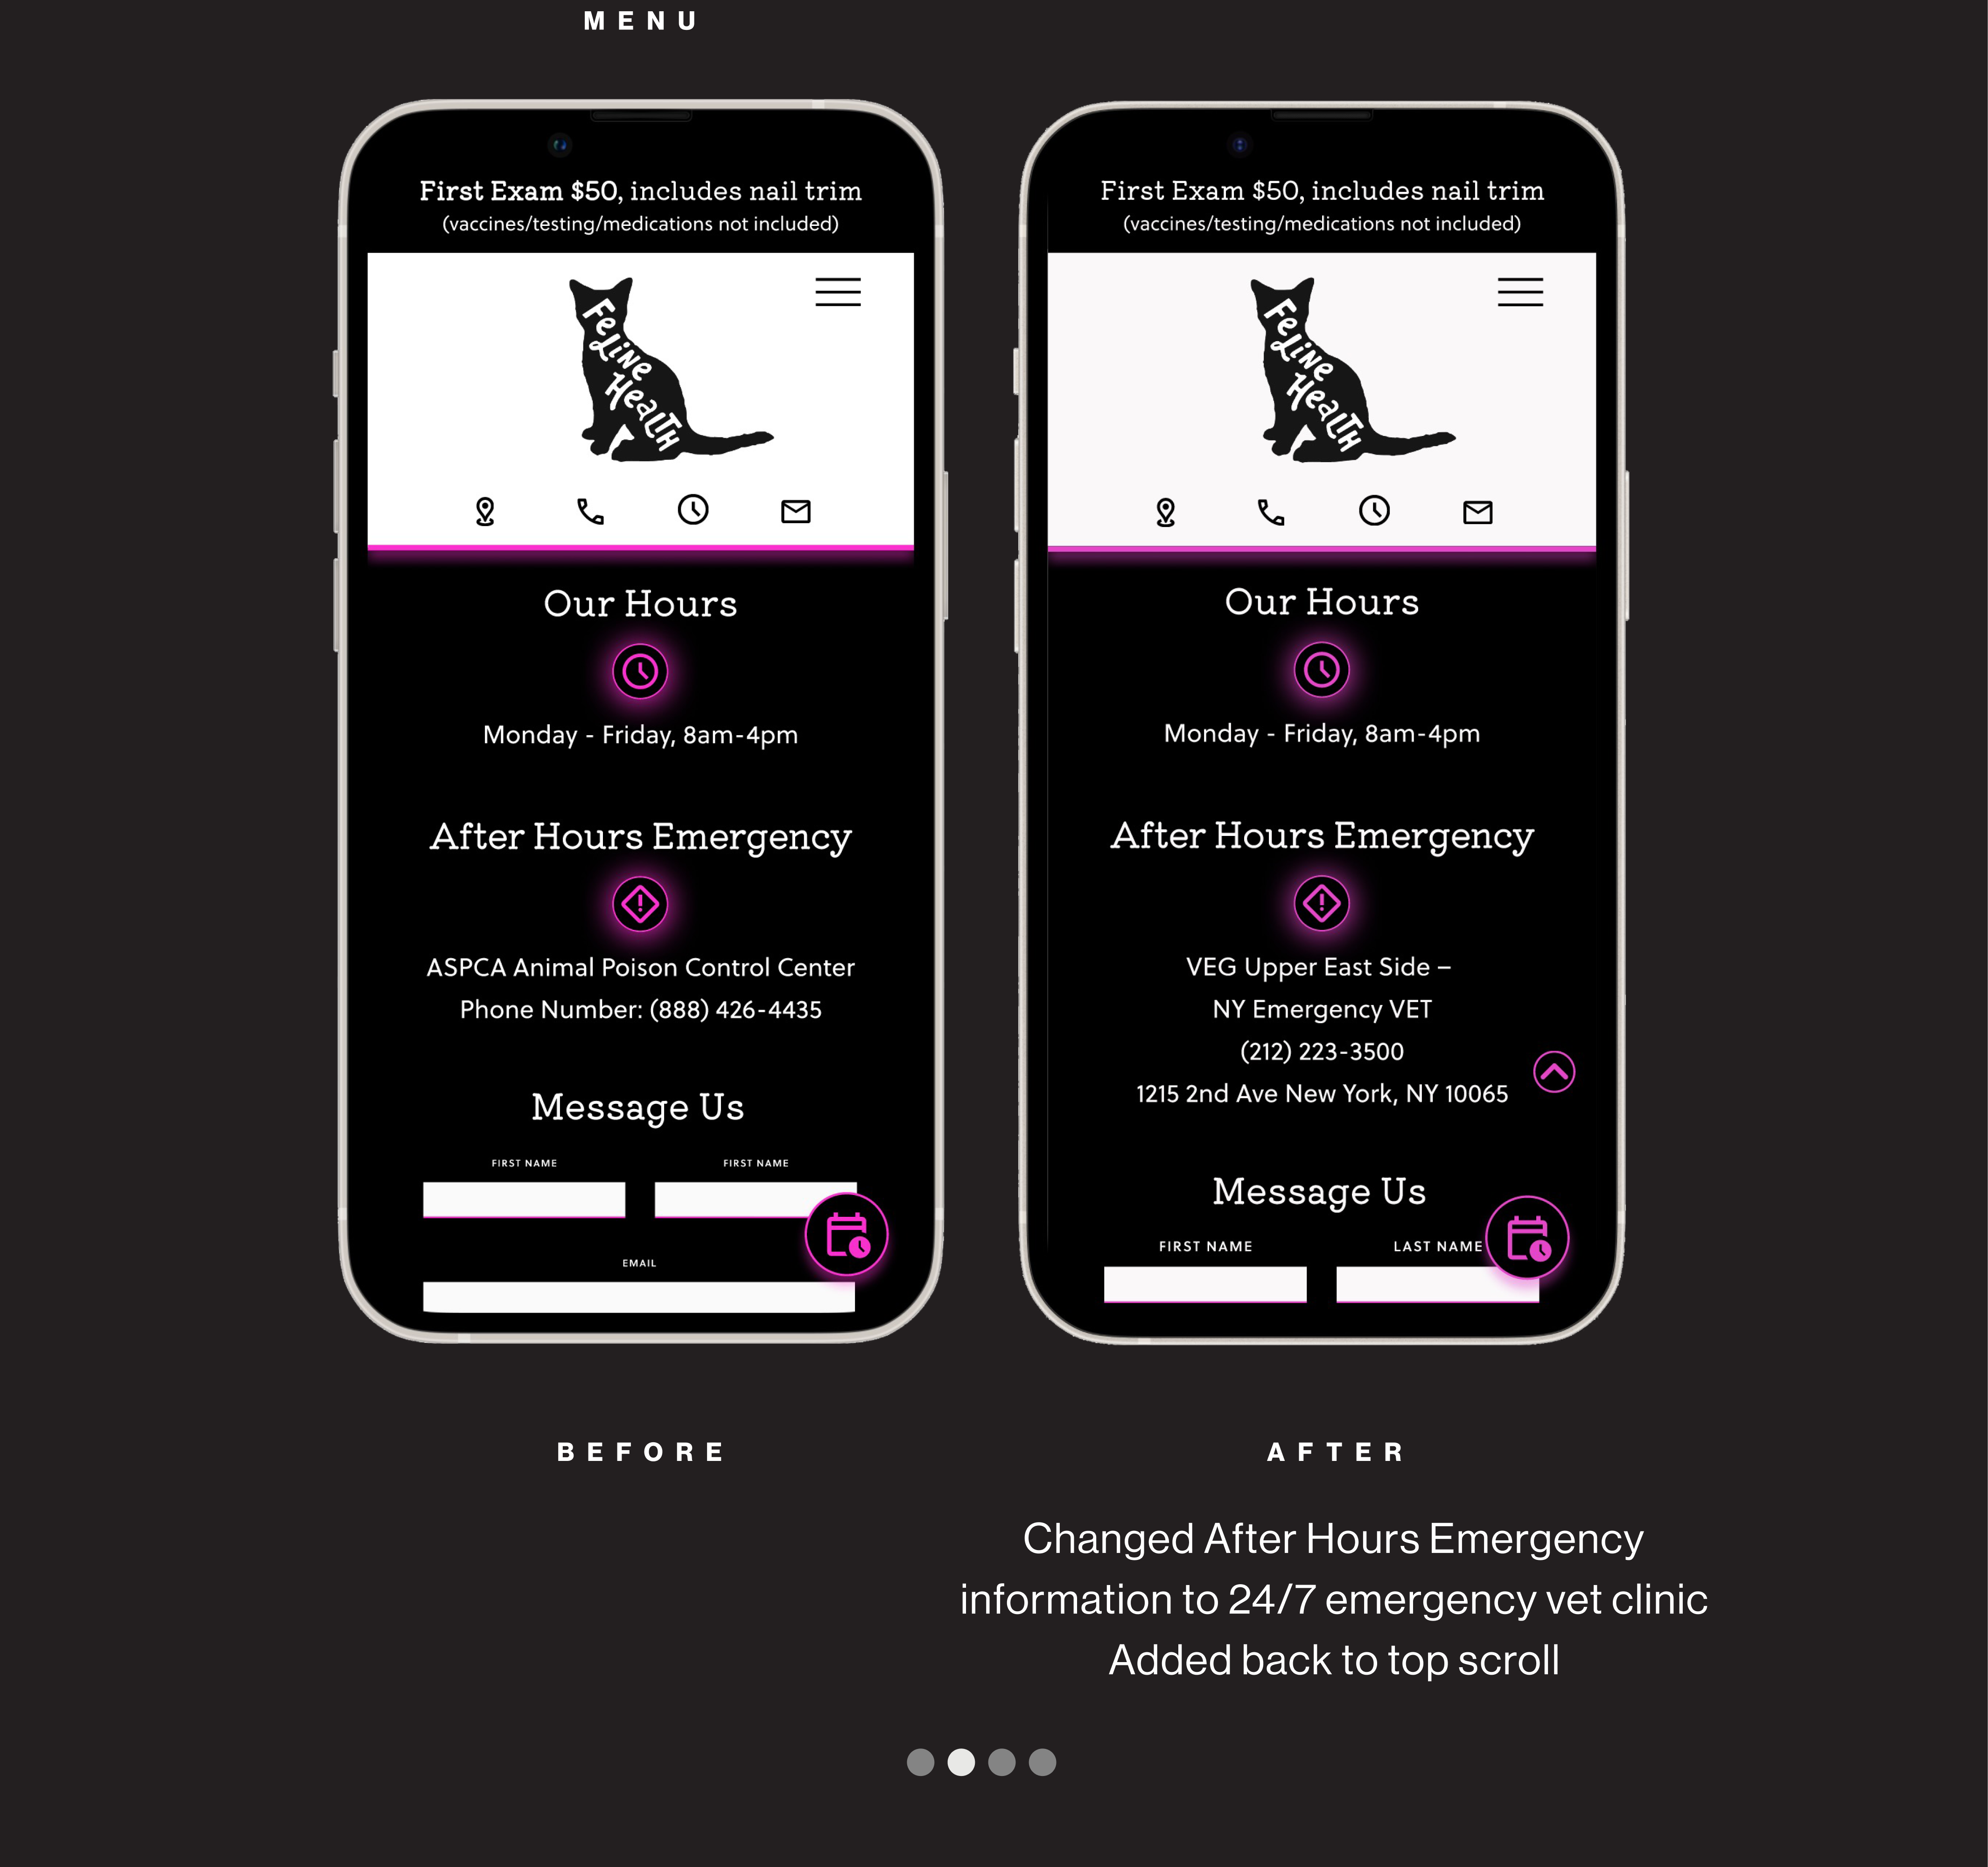 MENU
First Exam $50, includes nail trim
(vaccines/testing/medications not included)
FeLine
HeaLTH
Our Hours
Monday - Friday, 8am-4pm
After Hours Emergency
ASPCA Animal Poison Control Center
Phone Number: (888) 426-4435
Message Us
FIRST NAME
FIRST NAME
EMAIL
BEFORE
First Exam $50, includes nail trim
(vaccines/testing/medications not included)
FeLine
HeaLTH
Our Hours
Monday - Friday, 8am-4pm
After Hours Emergency
VEG Upper East Side –
NY Emergency VET
(212) 223-3500
1215 2nd Ave New York, NY 10065
Message Us
FIRST NAME
LAST NAME
AFTER
Changed After Hours Emergency
information to 24/7 emergency vet clinic
Added back to top scroll